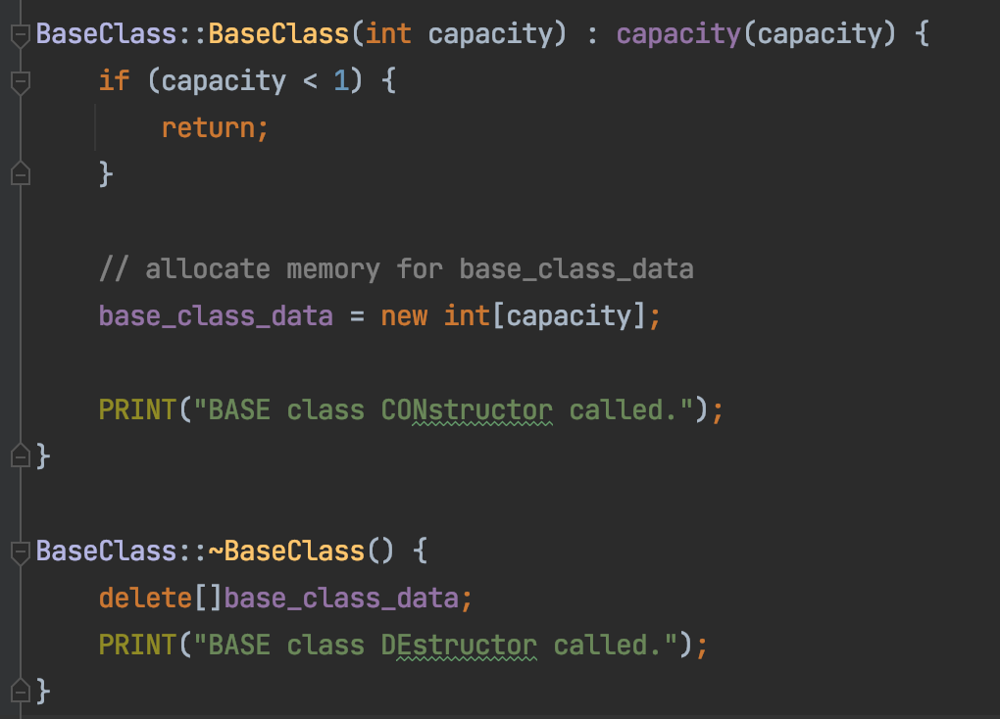 BaseClass::BaseClass(int capacity) : capacity(capacity) {
    if (capacity < 1) {
        return;
    }
    // allocate memory for base_class_data
    base_class_data = new int[capacity];
    PRINT("BASE class CONstructor called.");
}
BaseClass::~BaseClass() {
    delete[]base_class_data;
    PRINT("BASE class DEstructor called.");
}